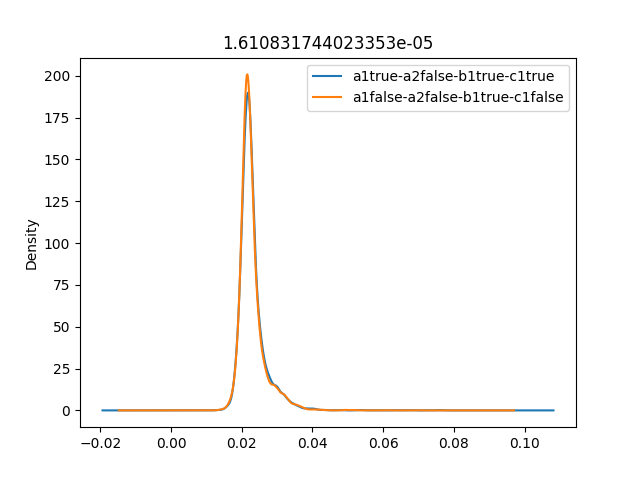 1.610831744023353e-05
a1true-a2false-b1true-c1true
a1false-a2false-b1true-c1false
Density
200
175
150
125
100
75
50
25
0
−0.02 0.00 0.02 0.04 0.06 0.08 0.10